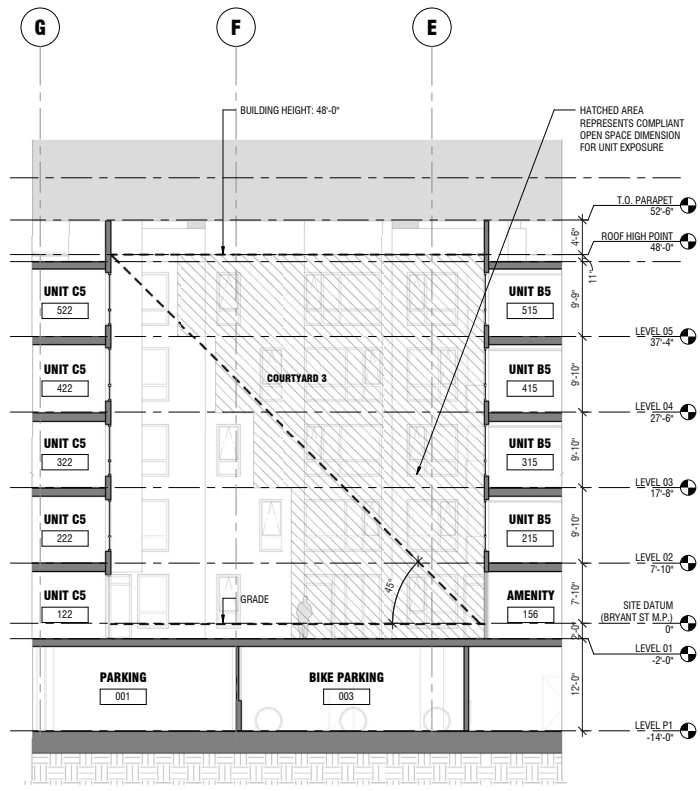 G
F
E
BUILDING HEIGHT: 48'-0"
HATCHED AREA
REPRESENTS COMPLIANT
OPEN SPACE DIMENSION
FOR UNIT EXPOSURE
T.O. PARAPET
52'-6"
4'-6"
ROOF HIGH POINT
48'-0"
11"
UNIT C5
522
UNIT B5
515
9'-9"
LEVEL 05
37'-4"
UNIT C5
422
COURTYARD 3
UNIT B5
415
9'-10"
LEVEL 04
27'-6"
UNIT C5
322
UNIT B5
315
9'-10"
LEVEL 03
17'-8"
UNIT C5
222
UNIT B5
215
9'-10"
LEVEL 02
7'-10"
UNIT C5
122
GRADE
45°
AMENITY
156
7'-10"
SITE DATUM
(BRYANT ST M.P.)
0"
2'-0"
LEVEL 01
-2'-0"
PARKING
001
BIKE PARKING
003
12'-0"
LEVEL P1
-14'-0"